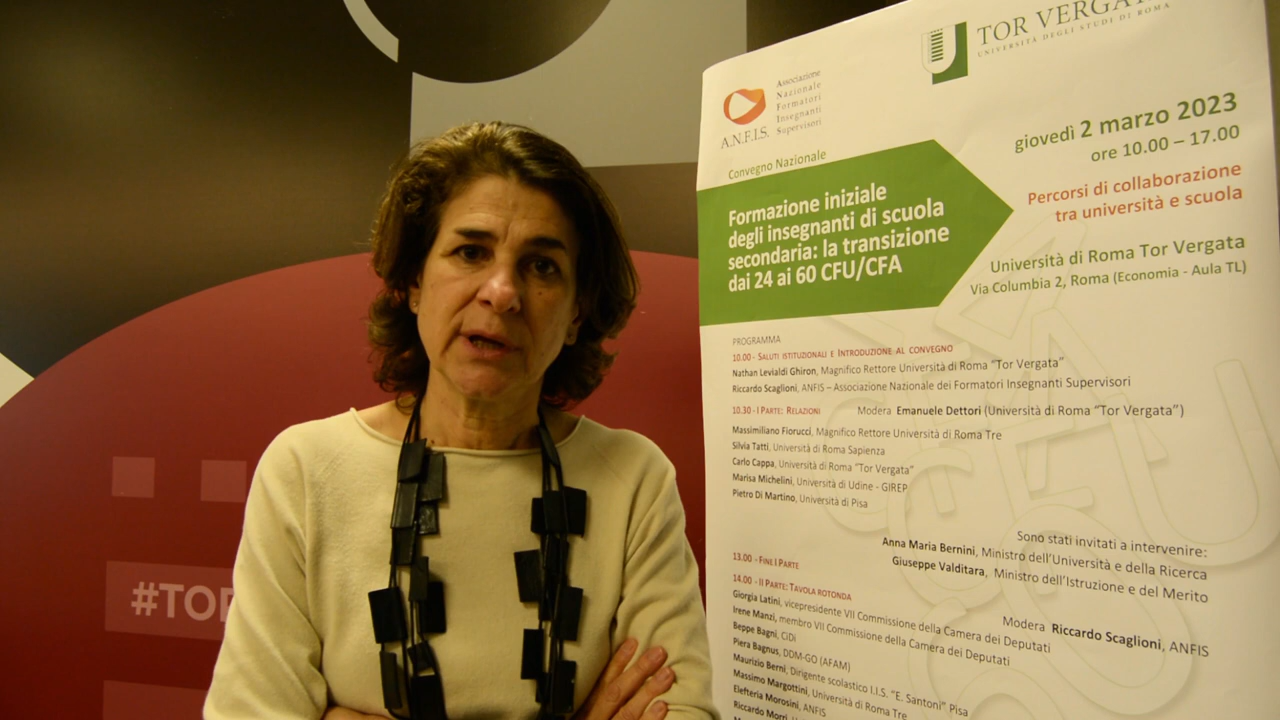 TOR VERGATA
UNIVERSITÀ DEGLI STUDI DI ROMA
Associazione
Nazionale
Formatori
Insegnanti
Supervisori
A.N.F.I.S.
giovedì 2 marzo 2023
ore 10.00 – 17.00
Convegno Nazionale
Formazione iniziale
degli insegnanti di scuola
secondaria: la transizione
dai 24 ai 60 CFU/CFA
Percorsi di collaborazione
tra università e scuola
Università di Roma Tor Vergata
Via Columbia 2, Roma (Economia - Aula TL)
PROGRAMMA
10.00 - SALUTI ISTITUZIONALI E INTRODUZIONE AL CONVEGNO
Nathan Levialdi Ghiron, Magnifico Rettore Università di Roma "Tor Vergata"
Riccardo Scaglioni, ANFIS – Associazione Nazionale dei Formatori Insegnanti Supervisori
10.30 - I PARTE: RELAZIONI Modera Emanuele Dettori (Università di Roma "Tor Vergata")
Massimiliano Fiorucci, Magnifico Rettore Università di Roma Tre
Silvia Tatti, Università di Roma Sapienza
Carlo Cappa, Università di Roma "Tor Vergata"
Marisa Michelini, Università di Udine - GIREP
Pietro Di Martino, Università di Pisa
Sono stati invitati a intervenire:
Anna Maria Bernini, Ministro dell'Università e della Ricerca
Giuseppe Valditara, Ministro dell'Istruzione e del Merito
13.00 - FINE I PARTE
14.00 - II PARTE: TAVOLA ROTONDA
Modera Riccardo Scaglioni, ANFIS
Giorgia Latini, vicepresidente VII Commissione della Camera dei Deputati
Irene Manzi, membro VII Commissione della Camera dei Deputati
Beppe Bagni, CiDi
Piera Bagnus, DDM-GO (AFAM)
Maurizio Berni, Dirigente scolastico I.I.S. "E. Santoni" Pisa
Massimo Margottini, Università di Roma Tre
Elefteria Morosini, ANFIS
Riccardo Morri,
#TOR